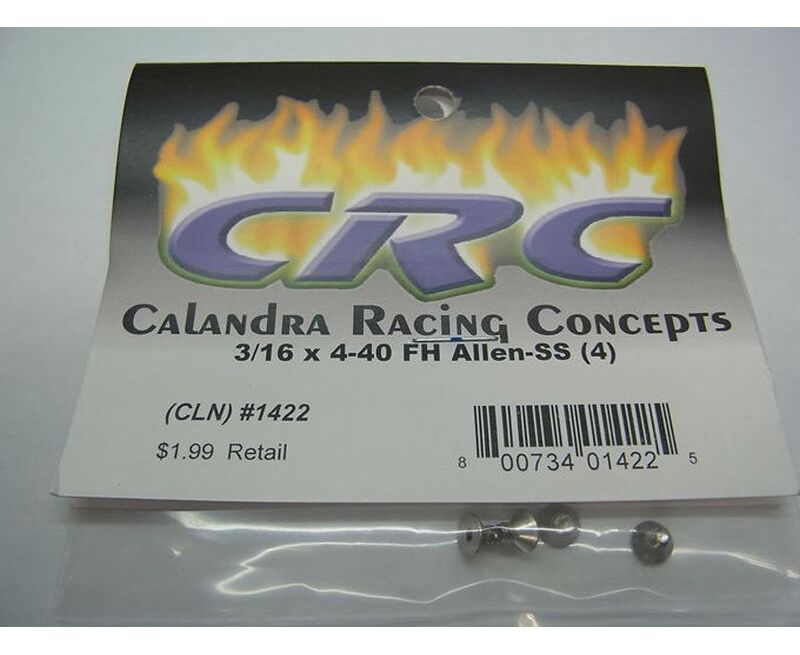 CRC
Calandra Racing Concepts
3/16 x 4-40 FH Allen-SS (4)
(CLN) #1422
$1.99 Retail
8 00734 01422 5